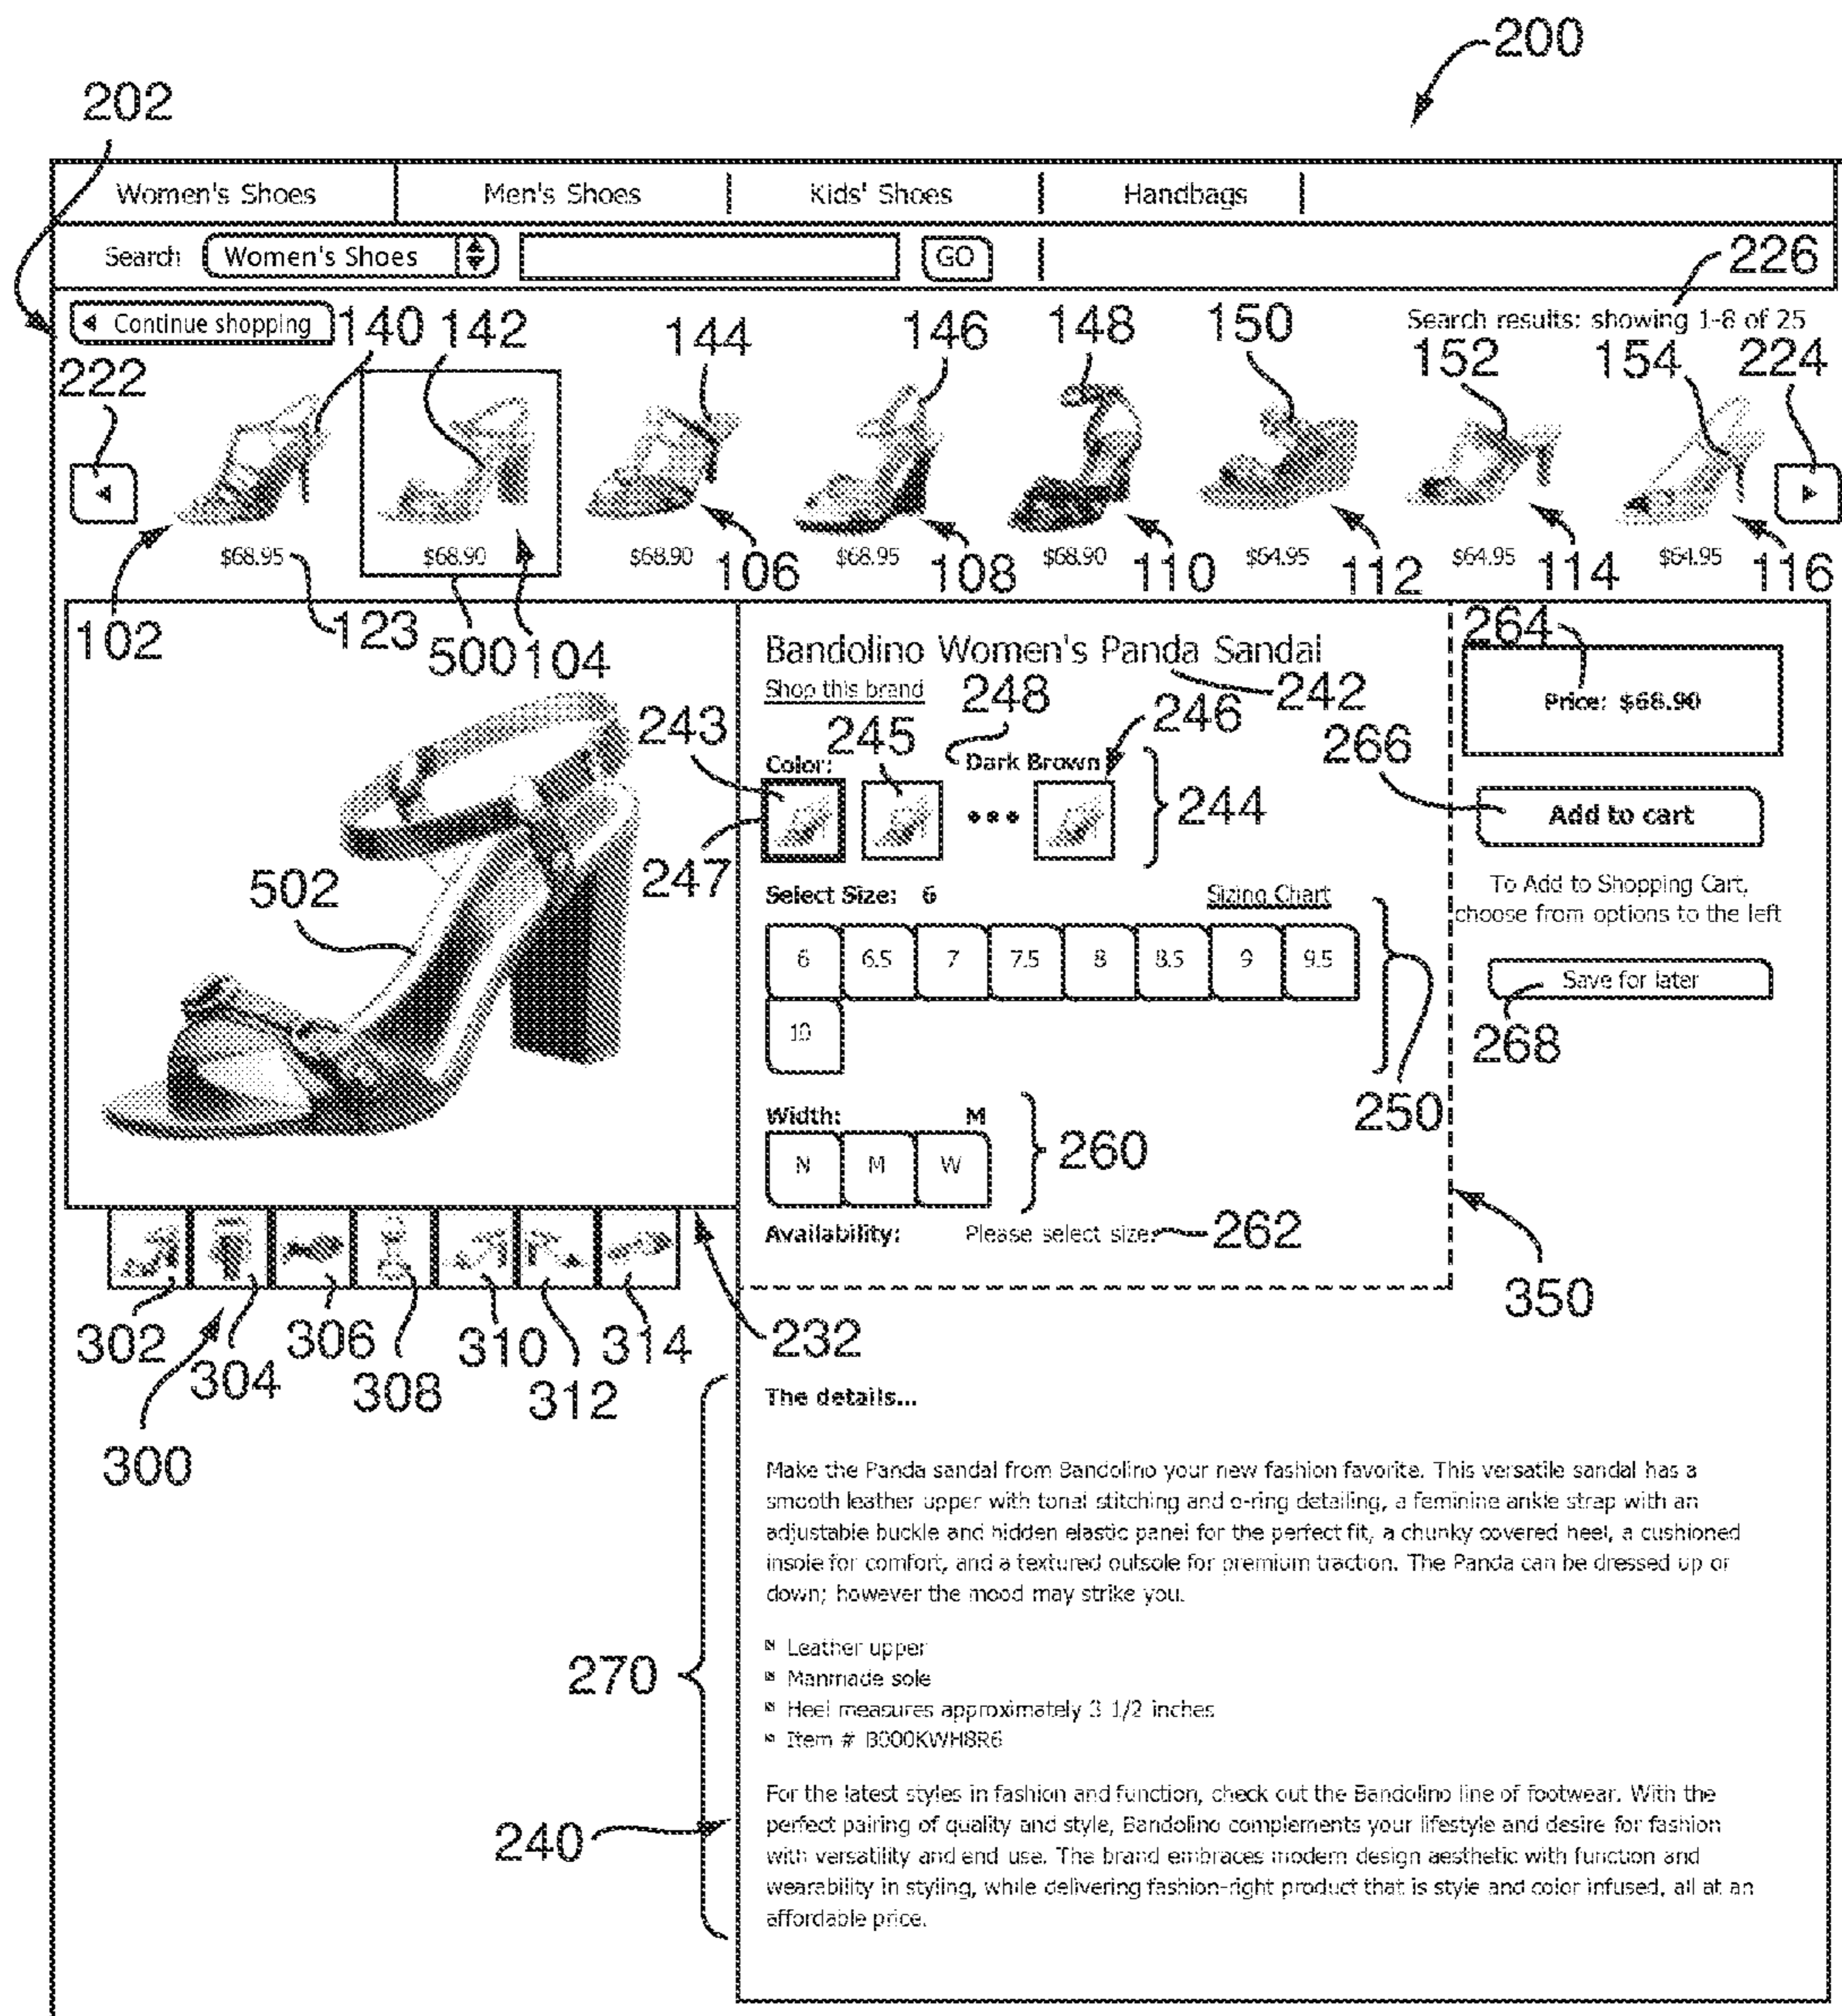 200
202
Women's Shoes Men's Shoes Kids' Shoes Handbags
Search Women's Shoes GO
226
Continue shopping 140 142 144 146 148 150 Search results: showing 1-8 of 25
222 152 154 224
$68.95 $68.90 $68.90 $68.95 $68.90 $64.95 $64.95 $64.95
106 108 110 112 114 116
102 123 500 104
264
Bandolino Women's Panda Sandal
Shop this brand 248 242
Price: $68.90
243 245 246
266
Color: Dark Brown
244
Add to cart
247
502
Select Size: 6 Sizing Chart
To Add to Shopping Cart,
choose from options to the left
6 6.5 7 7.5 8 8.5 9 9.5
Save for later
10
268
250
Width: M
N M W
260
Availability: Please select size:
262
350
302 304 306 308 310 312 314
232
300
The details...
Make the Panda sandal from Bandolino your new fashion favorite. This versatile sandal has a
smooth leather upper with tonal stitching and o-ring detailing, a feminine ankle strap with an
adjustable buckle and hidden elastic panel for the perfect fit, a chunky covered heel, a cushioned
insole for comfort, and a textured outsole for premium traction. The Panda can be dressed up or
down; however the mood may strike you.
Leather upper
270
Manmade sole
Heel measures approximately 3 1/2 inches
Item # B000KWH8R6
For the latest styles in fashion and function, check out the Bandolino line of footwear. With the
perfect pairing of quality and style, Bandolino complements your lifestyle and desire for fashion
240
with versatility and end use. The brand embraces modern design aesthetic with function and
wearability in styling, while delivering fashion-right product that is style and color infused, all at an
affordable price.